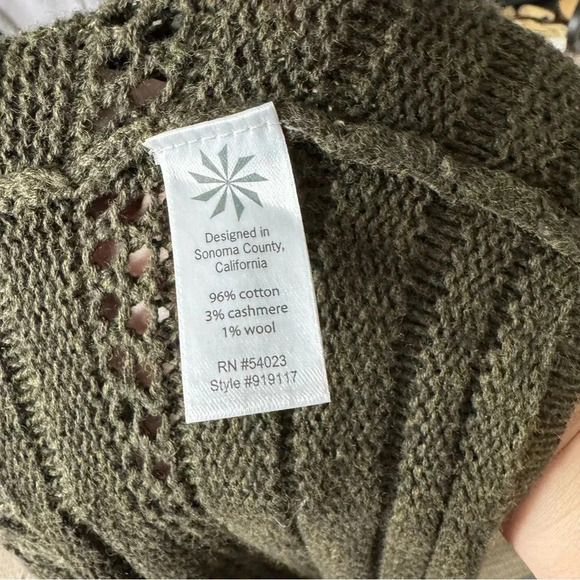 Designed in
Sonoma County,
California
96% cotton
3% cashmere
1% wool
RN #54023
Style #919117